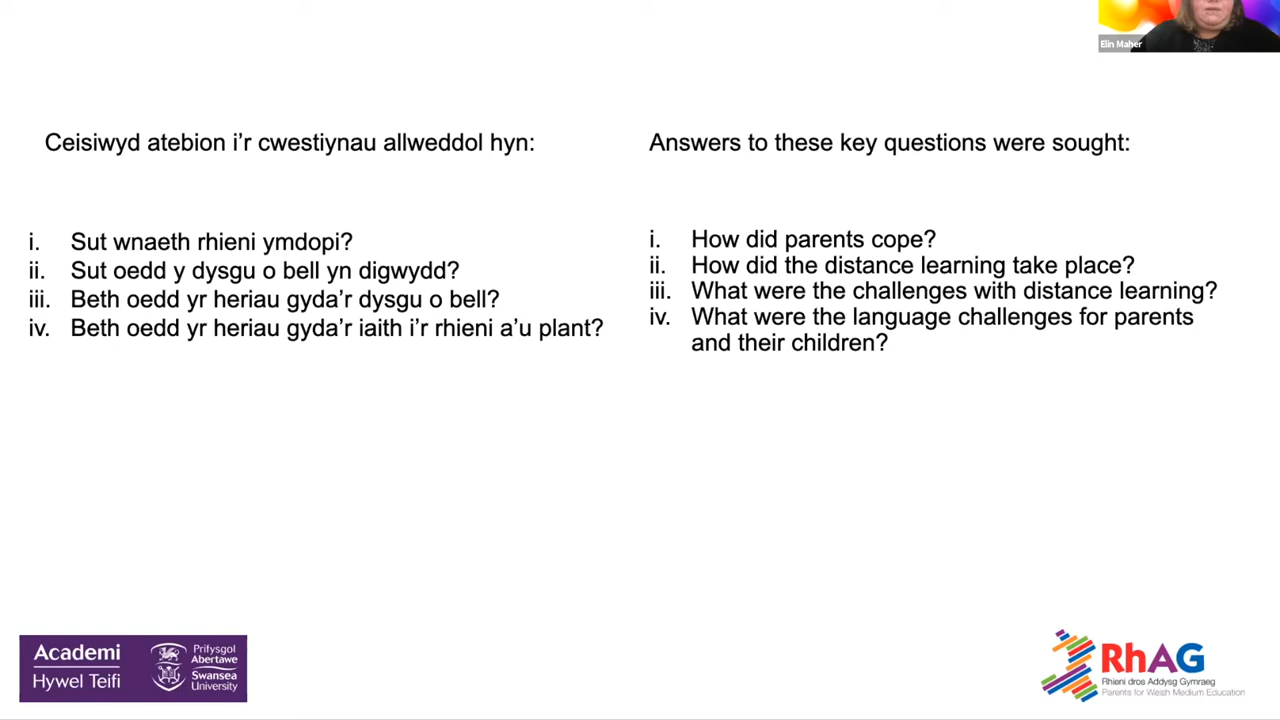 Elin Maher
Ceisiwyd atebion i'r cwestiynau allweddol hyn:
i. Sut wnaeth rhieni ymdopi?
ii. Sut oedd y dysgu o bell yn digwydd?
iii. Beth oedd yr heriau gyda'r dysgu o bell?
iv. Beth oedd yr heriau gyda'r iaith i'r rhieni a'u plant?
Answers to these key questions were sought:
i. How did parents cope?
ii. How did the distance learning take place?
iii. What were the challenges with distance learning?
iv. What were the language challenges for parents
and their children?
Academi
Hywel Teifi
Prifysgol
Abertawe
Swansea
University
RhAG
Rhieni dros Addysg Gymraeg
Parents for Welsh Medium Education